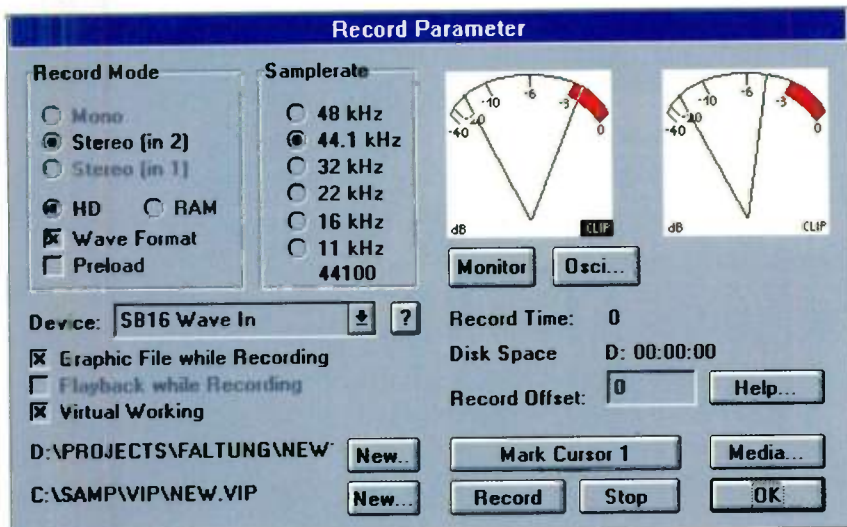 Record Parameter
Record Mode
Mono
Stereo (in 2)
Stereo (in 1)
HD
RAM
Wave Format
Preload
Samplerate
48 kHz
44.1 kHz
32 kHz
22 kHz
16 kHz
11 kHz
44100
-40 -20 -10 -6 -3 0
dB CLIP
-40 -20 -10 -6 -3 0
dB CLIP
Monitor
Osci...
Device: SB16 Wave In ?
Graphic File while Recording
Playback while Recording
Virtual Working
Record Time: 0
Disk Space D: 00:00:00
Record Offset: 0
Help...
D:\PROJECTS\FALTUNG\NEW
New..
Mark Cursor 1
Media...
C:\SAMP\VIP\NEW.VIP
New...
Record
Stop
OK